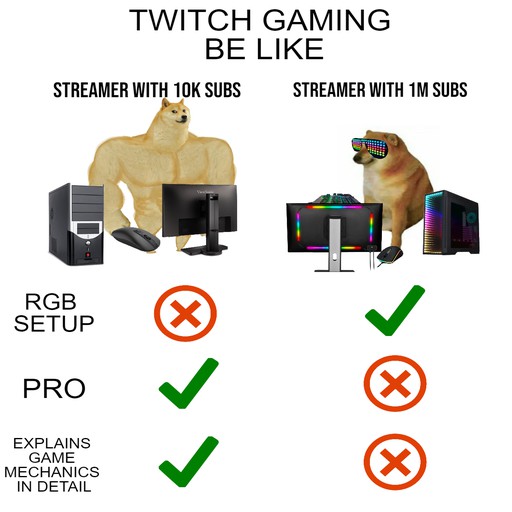 TWITCH GAMING
BE LIKE
STREAMER WITH 10K SUBS
STREAMER WITH 1M SUBS
RGB
SETUP
PRO
EXPLAINS
GAME
MECHANICS
IN DETAIL